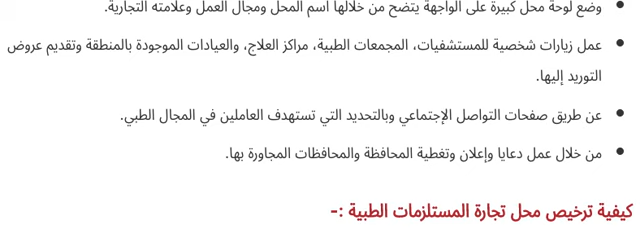 ● وضع لوحة محل كبيرة على الواجهة يتضح من خلالها اسم المحل ومجال العمل وعلامته التجارية.
● عمل زيارات شخصية للمستشفيات، المجمعات الطبية، مراكز العلاج، والعيادات الموجودة بالمنطقة وتقديم عروض
التوريد إليها.
● عن طريق صفحات التواصل الإجتماعي وبالتحديد التي تستهدف العاملين في المجال الطبي.
● من خلال عمل دعايا وإعلان وتغطية المحافظة والمحافظات المجاورة بها.
كيفية ترخيص محل تجارة المستلزمات الطبية :-